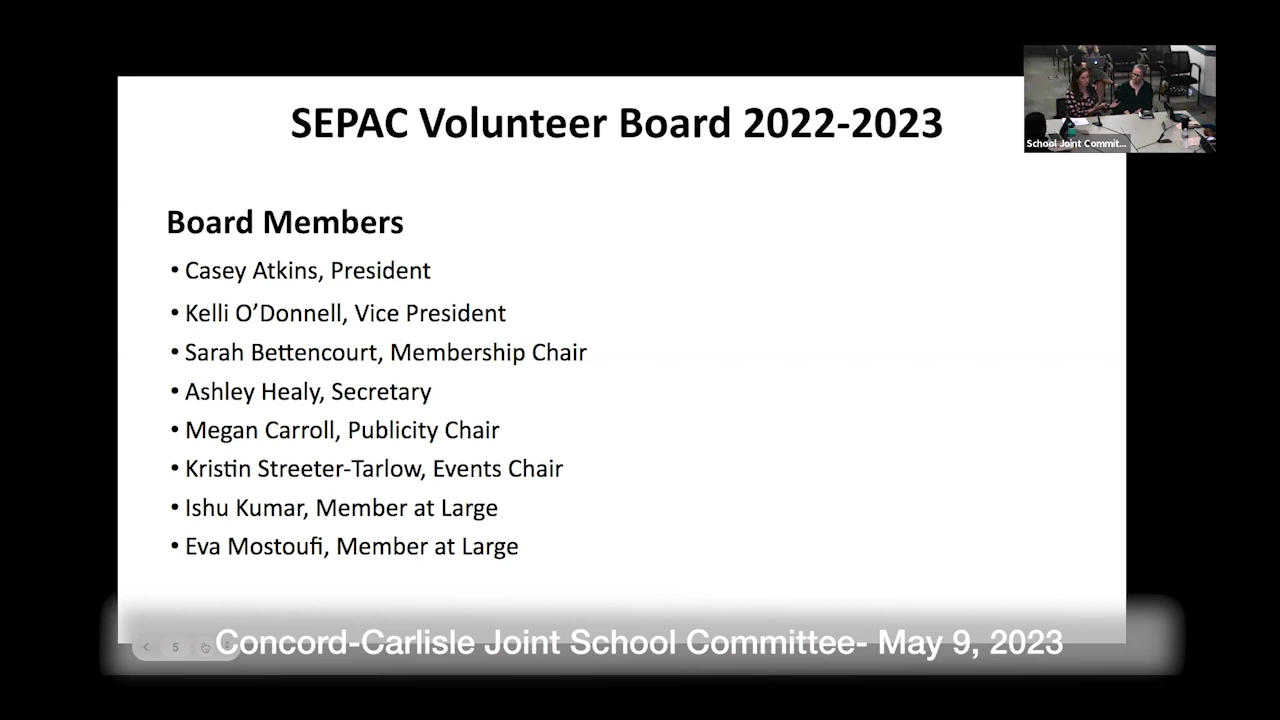 SEPAC Volunteer Board 2022-2023
School Joint Commit...
Board Members
• Casey Atkins, President
• Kelli O’Donnell, Vice President
• Sarah Bettencourt, Membership Chair
• Ashley Healy, Secretary
• Megan Carroll, Publicity Chair
• Kristin Streeter-Tarlow, Events Chair
• Ishu Kumar, Member at Large
• Eva Mostoufi, Member at Large
5
Concord-Carlisle Joint School Committee- May 9, 2023